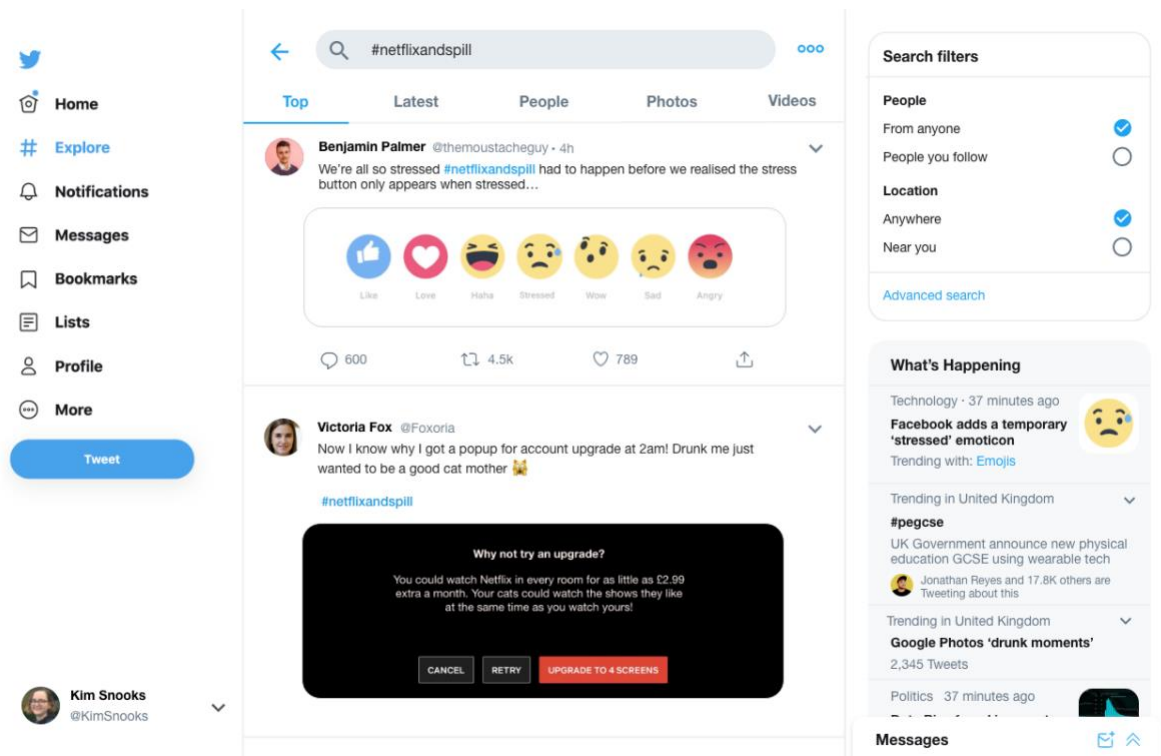 Home
Explore
Notifications
Messages
Bookmarks
Lists
Profile
More
Tweet
Kim Snooks
@KimSnooks
#netflixandspill
Top
Latest
People
Photos
Videos
Benjamin Palmer @themoustacheguy • 4h
We're all so stressed #netflixandspill had to happen before we realised the stress
button only appears when stressed...
Like
Love
Haha
Stressed
Wow
Sad
Angry
600
4.5k
789
Victoria Fox @Foxoria
Now I know why I got a popup for account upgrade at 2am! Drunk me just
wanted to be a good cat mother
#netflixandspill
Why not try an upgrade?
You could watch Netflix in every room for as little as £2.99
extra a month. Your cats could watch the shows they like
at the same time as you watch yours!
CANCEL
RETRY
UPGRADE TO 4 SCREENS
Search filters
People
From anyone
People you follow
Location
Anywhere
Near you
Advanced search
What's Happening
Technology · 37 minutes ago
Facebook adds a temporary
'stressed' emoticon
Trending with: Emojis
Trending in United Kingdom
#pegcse
UK Government announce new physical
education GCSE using wearable tech
Jonathan Reyes and 17.8K others are
Tweeting about this
Trending in United Kingdom
Google Photos 'drunk moments'
2,345 Tweets
Politics 37 minutes ago
Messages